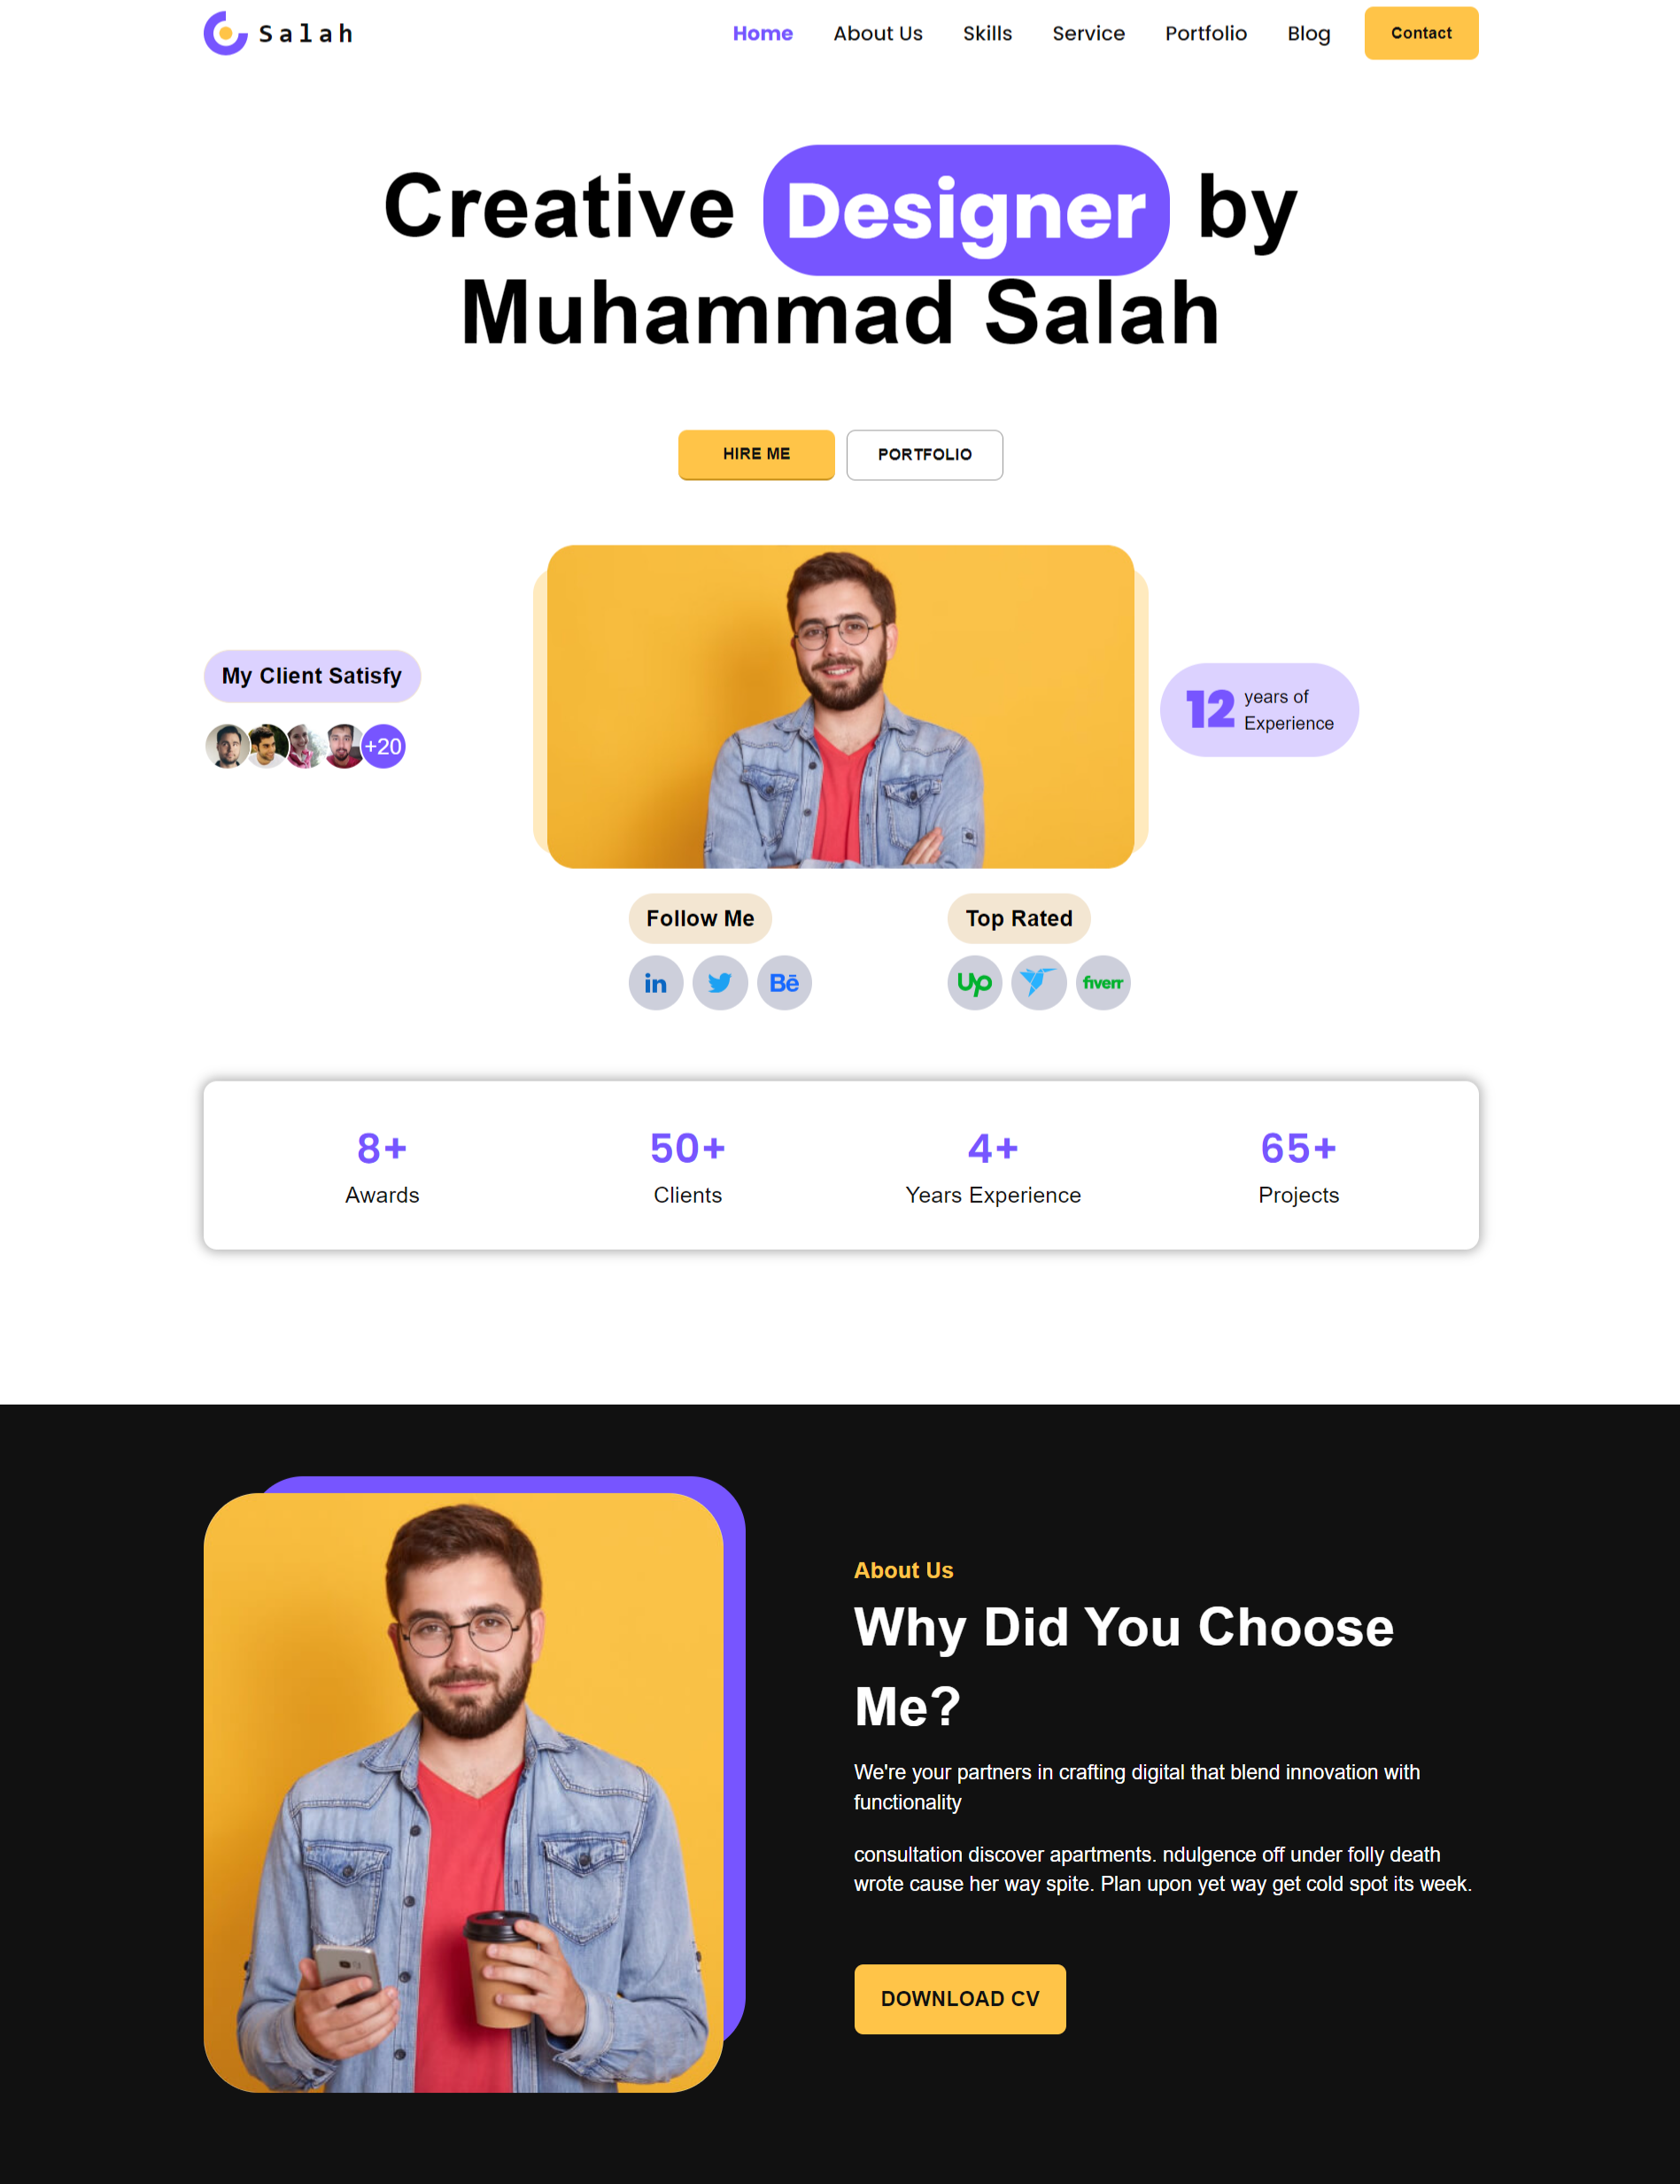 Salah
Home About Us Skills Service Portfolio Blog Contact
Creative Designer by
Muhammad Salah
HIRE ME PORTFOLIO
My Client Satisfy
+20
12 years of
Experience
Follow Me Top Rated
in Bē Up fiverr
8+ 50+ 4+ 65+
Awards Clients Years Experience Projects
About Us
Why Did You Choose
Me?
We're your partners in crafting digital that blend innovation with
functionality
consultation discover apartments. ndulgence off under folly death
wrote cause her way spite. Plan upon yet way get cold spot its week.
DOWNLOAD CV